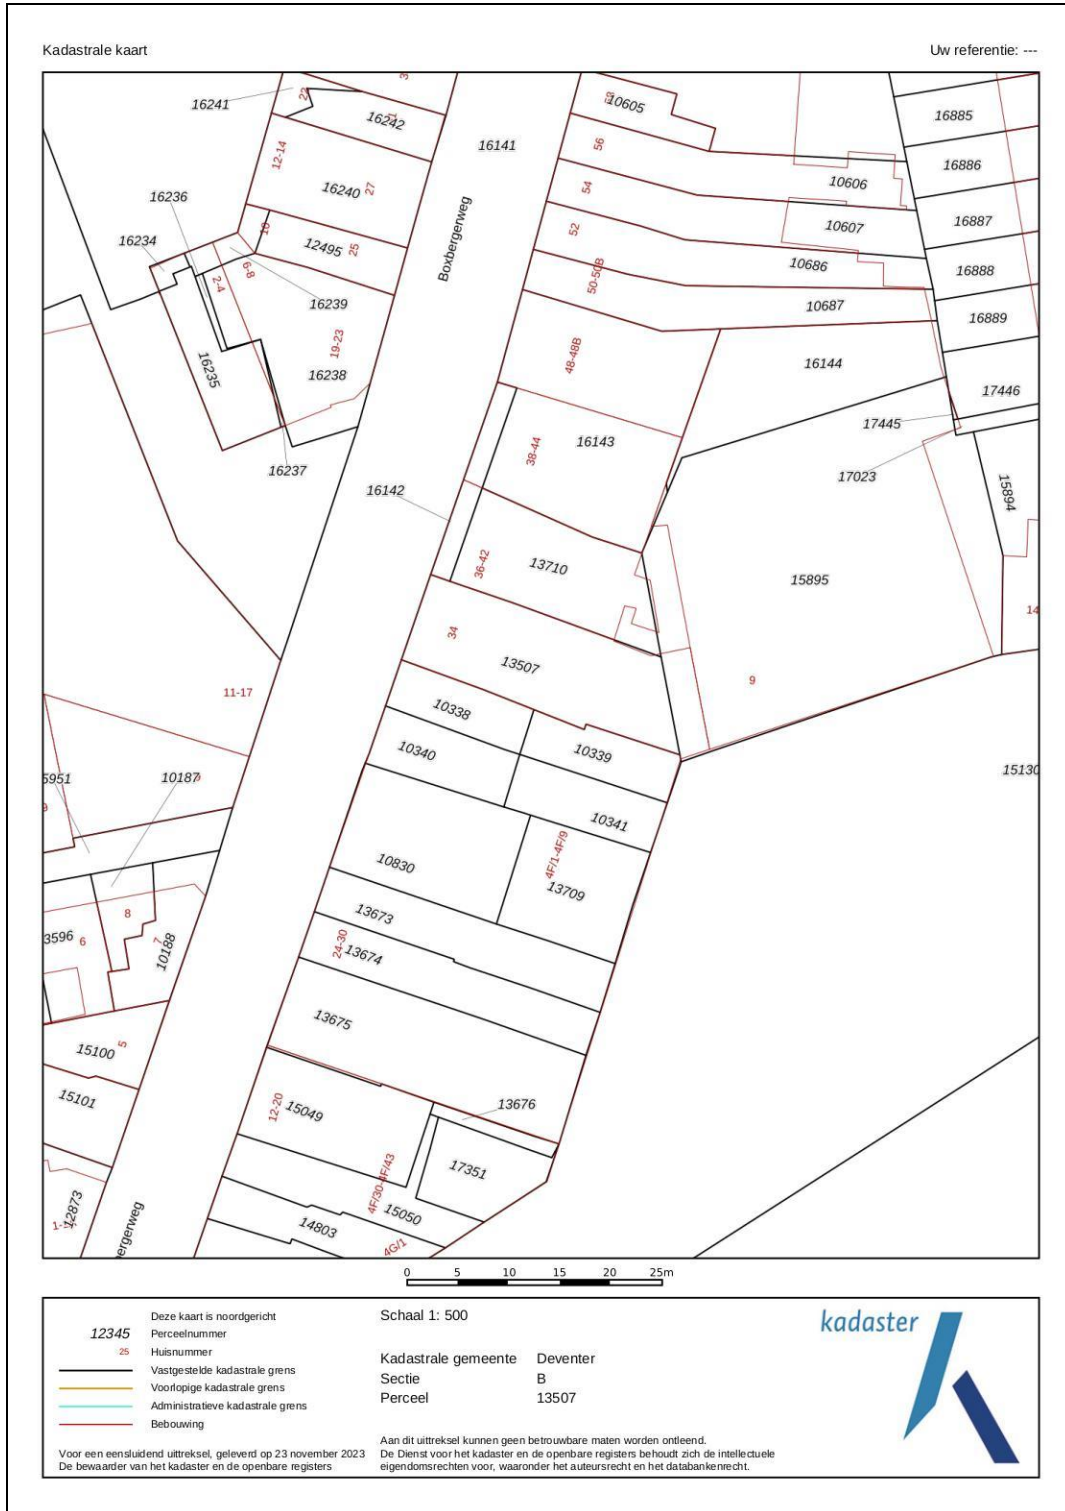 Kadastrale kaart
Uw referentie: ---
16241
23
16242
21
16141
10605
58
16885
12-14
16240
27
56
10606
16886
16236
54
10607
16887
16234
10
12495
25
52
10686
16888
Boxbergerweg
2-4
6-8
16239
50-50B
10687
16889
16235
19-23
16238
48-48B
16144
17446
17445
16237
38-44
16143
17023
16142
15894
36-42
13710
15895
14
34
13507
9
11-17
10338
10340
10339
15130
5951
10187
9
9
10341
10830
4F/1-4F/9
13709
13673
24-30
13674
3596
6
8
7
10188
13675
15100
5
15101
12-20
15049
13676
17351
4F/30-4F/43
15050
12873
bergerweg
14803
4G/1
0 5 10 15 20 25m
Deze kaart is noordgericht
12345 Perceelnummer
25 Huisnummer
Vastgestelde kadastrale grens
Voorlopige kadastrale grens
Administratieve kadastrale grens
Bebouwing
Voor een eensluidend uittreksel, geleverd op 23 november 2023
De bewaarder van het kadaster en de openbare registers
Schaal 1: 500
Kadastrale gemeente Deventer
Sectie B
Perceel 13507
Aan dit uittreksel kunnen geen betrouwbare maten worden ontleend.
De Dienst voor het kadaster en de openbare registers behoudt zich de intellectuele
eigendomsrechten voor, waaronder het auteursrecht en het databankenrecht.
kadaster